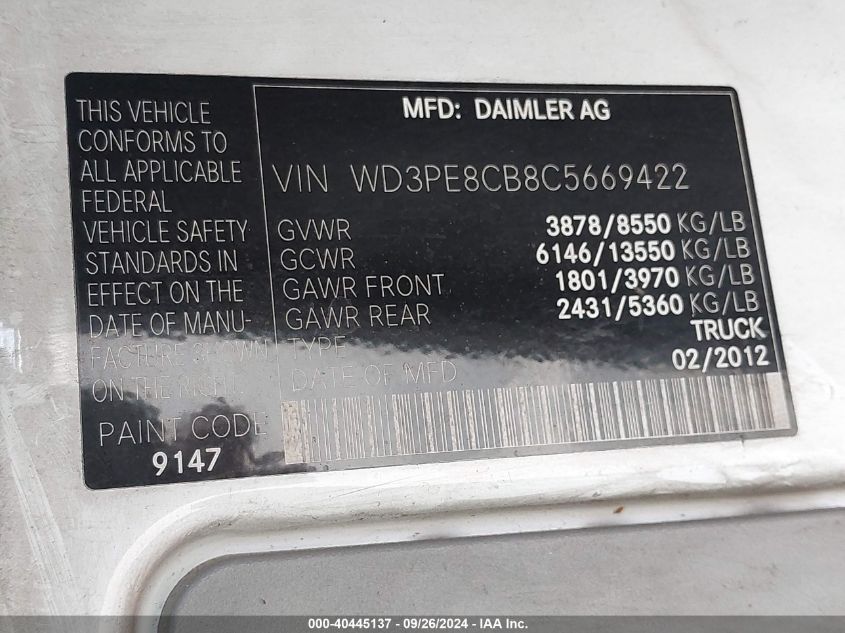 THIS VEHICLE
CONFORMS TO
ALL APPLICABLE
FEDERAL
VEHICLE SAFETY
STANDARDS IN
EFFECT ON THE
DATE OF MANU-
FACTURE SHOWN
ON THE RIGHT
PAINT CODE
9147
MFD: DAIMLER AG
VIN WD3PE8CB8C5669422
GVWR 3878/8550 KG/LB
GCWR 6146/13550 KG/LB
GAWR FRONT 1801/3970 KG/LB
GAWR REAR 2431/5360 KG/LB
TYPE TRUCK
DATE OF MFD 02/2012
000-40445137 - 09/26/2024 - IAA Inc.